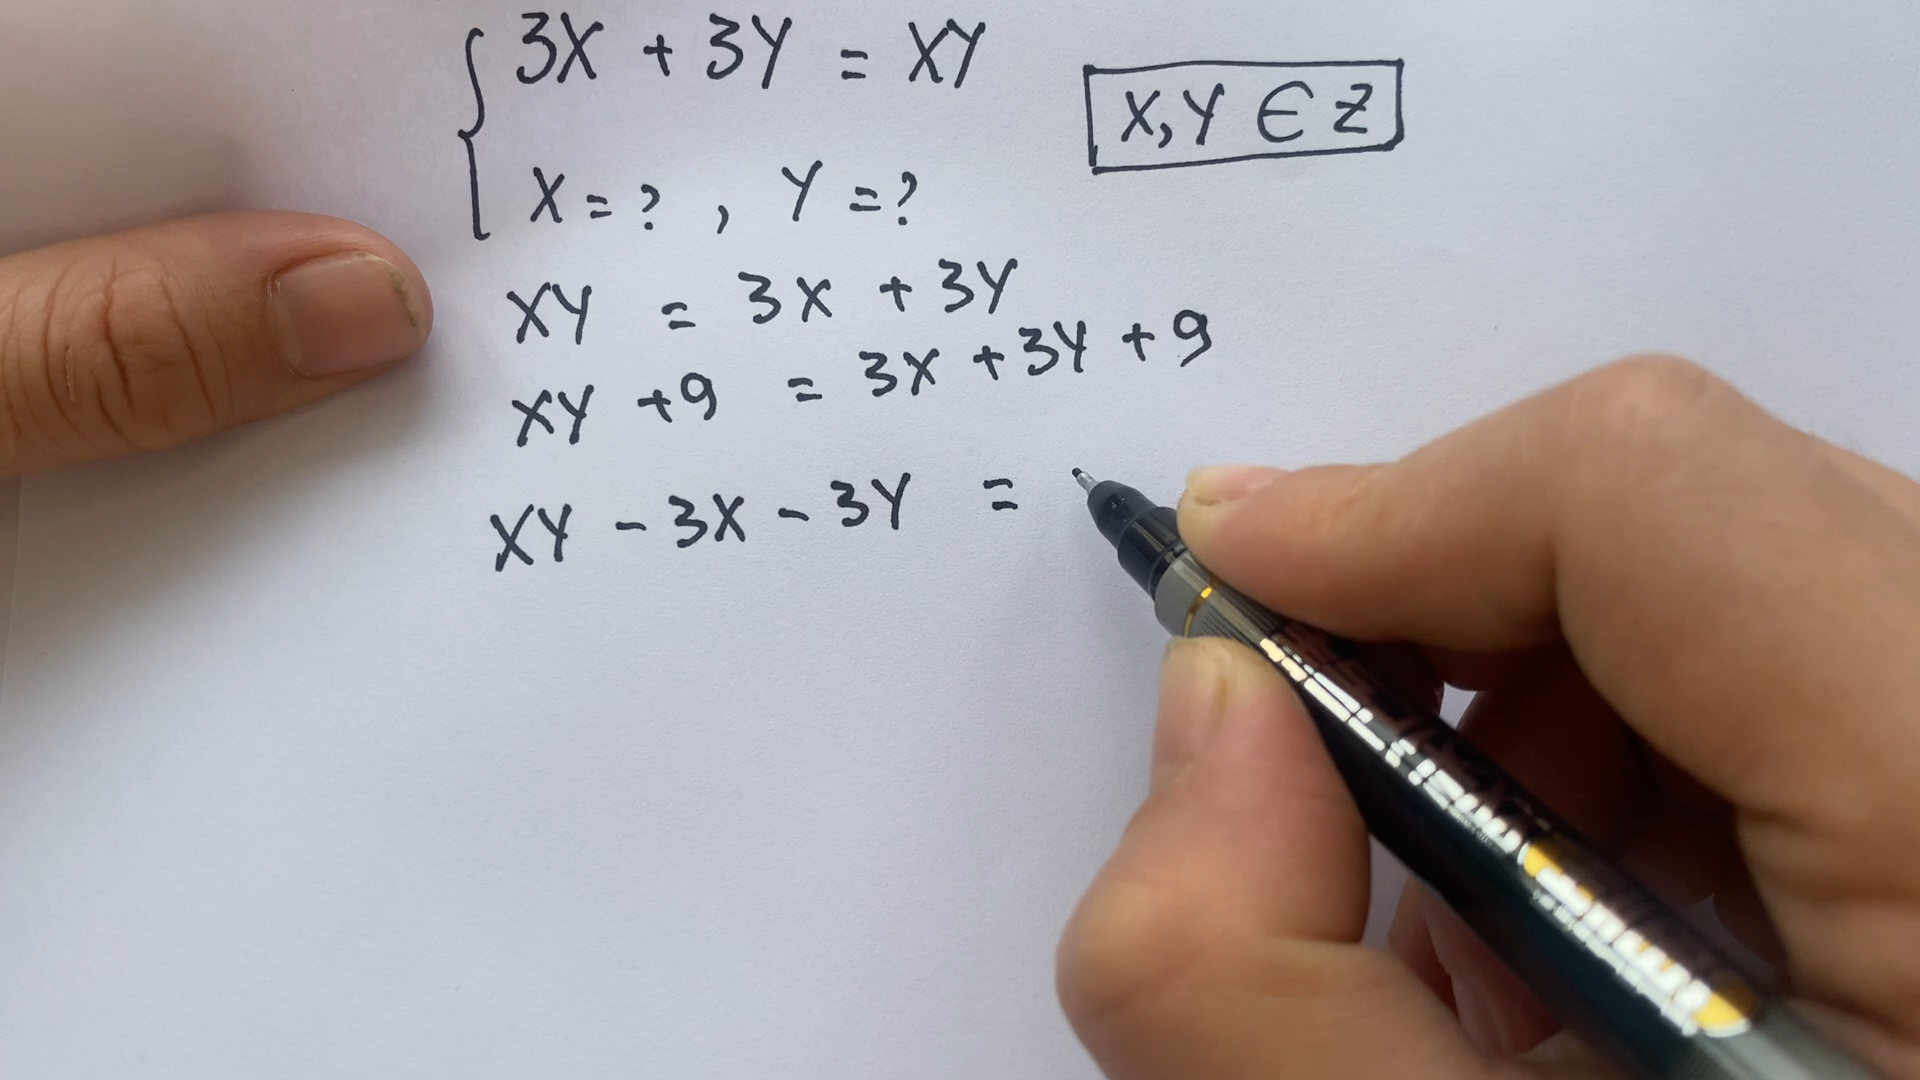 3X + 3Y = XY
X,Y ∈ Z
X = ? , Y = ?
XY = 3X + 3Y
XY + 9 = 3X + 3Y + 9
XY - 3X - 3Y =